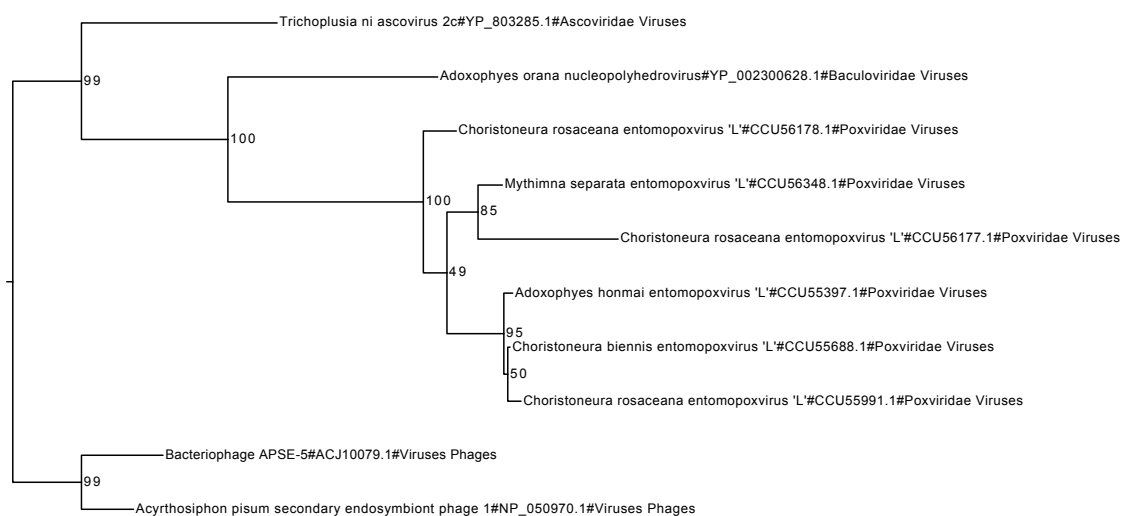 Trichoplusia ni ascovirus 2c#YP_803285.1#Ascoviridae Viruses
99
Adoxophyes orana nucleopolyhedrovirus#YP_002300628.1#Baculoviridae Viruses
Choristoneura rosaceana entomopoxvirus 'L'#CCU56178.1#Poxviridae Viruses
100
Mythimna separata entomopoxvirus 'L'#CCU56348.1#Poxviridae Viruses
100
85
Choristoneura rosaceana entomopoxvirus 'L'#CCU56177.1#Poxviridae Viruses
49
Adoxophyes honmai entomopoxvirus 'L'#CCU55397.1#Poxviridae Viruses
95
Choristoneura biennis entomopoxvirus 'L'#CCU55688.1#Poxviridae Viruses
50
Choristoneura rosaceana entomopoxvirus 'L'#CCU55991.1#Poxviridae Viruses
Bacteriophage APSE-5#ACJ10079.1#Viruses Phages
99
Acyrthosiphon pisum secondary endosymbiont phage 1#NP_050970.1#Viruses Phages